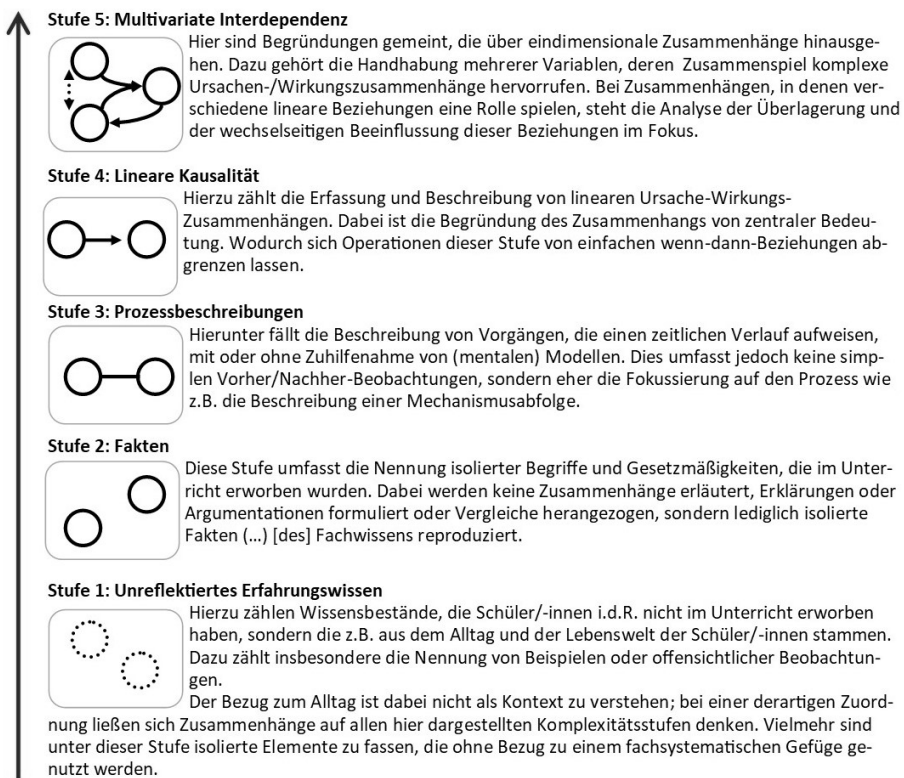 Stufe 5: Multivariate Interdependenz
Hier sind Begründungen gemeint, die über eindimensionale Zusammenhänge hinausge-
hen. Dazu gehört die Handhabung mehrerer Variablen, deren Zusammenspiel komplexe
Ursachen-/Wirkungszusammenhänge hervorrufen. Bei Zusammenhängen, in denen ver-
schiedene lineare Beziehungen eine Rolle spielen, steht die Analyse der Überlagerung und
der wechselseitigen Beeinflussung dieser Beziehungen im Fokus.
Stufe 4: Lineare Kausalität
Hierzu zählt die Erfassung und Beschreibung von linearen Ursache-Wirkungs-
Zusammenhängen. Dabei ist die Begründung des Zusammenhangs von zentraler Bedeu-
tung. Wodurch sich Operationen dieser Stufe von einfachen wenn-dann-Beziehungen ab-
grenzen lassen.
Stufe 3: Prozessbeschreibungen
Hierunter fällt die Beschreibung von Vorgängen, die einen zeitlichen Verlauf aufweisen,
mit oder ohne Zuhilfenahme von (mentalen) Modellen. Dies umfasst jedoch keine simp-
len Vorher/Nachher-Beobachtungen, sondern eher die Fokussierung auf den Prozess wie
z.B. die Beschreibung einer Mechanismusabfolge.
Stufe 2: Fakten
Diese Stufe umfasst die Nennung isolierter Begriffe und Gesetzmäßigkeiten, die im Unter-
richt erworben wurden. Dabei werden keine Zusammenhänge erläutert, Erklärungen oder
Argumentationen formuliert oder Vergleiche herangezogen, sondern lediglich isolierte
Fakten (...) [des] Fachwissens reproduziert.
Stufe 1: Unreflektiertes Erfahrungswissen
Hierzu zählen Wissensbestände, die Schüler/-innen i.d.R. nicht im Unterricht erworben
haben, sondern die z.B. aus dem Alltag und der Lebenswelt der Schüler/-innen stammen.
Dazu zählt insbesondere die Nennung von Beispielen oder offensichtlicher Beobachtun-
gen.
Der Bezug zum Alltag ist dabei nicht als Kontext zu verstehen; bei einer derartigen Zuord-
nung ließen sich Zusammenhänge auf allen hier dargestellten Komplexitätsstufen denken. Vielmehr sind
unter dieser Stufe isolierte Elemente zu fassen, die ohne Bezug zu einem fachsystematischen Gefüge ge-
nutzt werden.